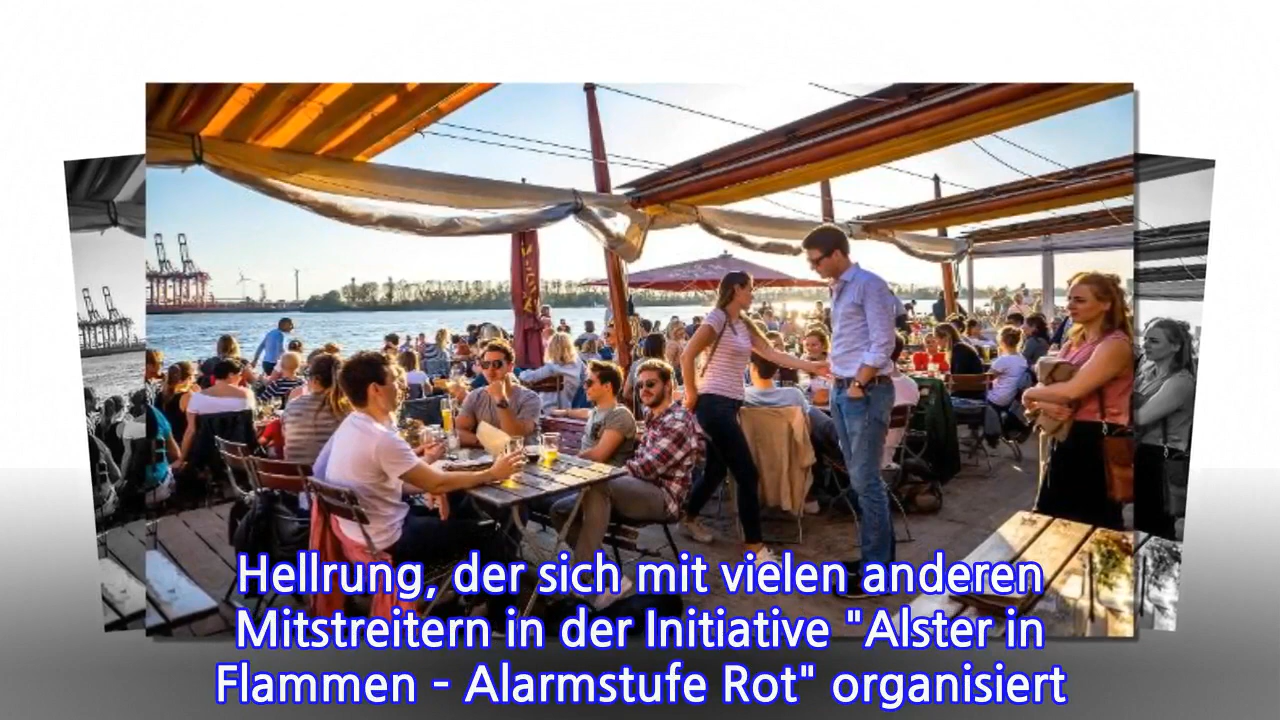 Hellrung, der sich mit vielen anderen
Mitstreitern in der Initiative "Alster in
Flammen - Alarmstufe Rot" organisiert